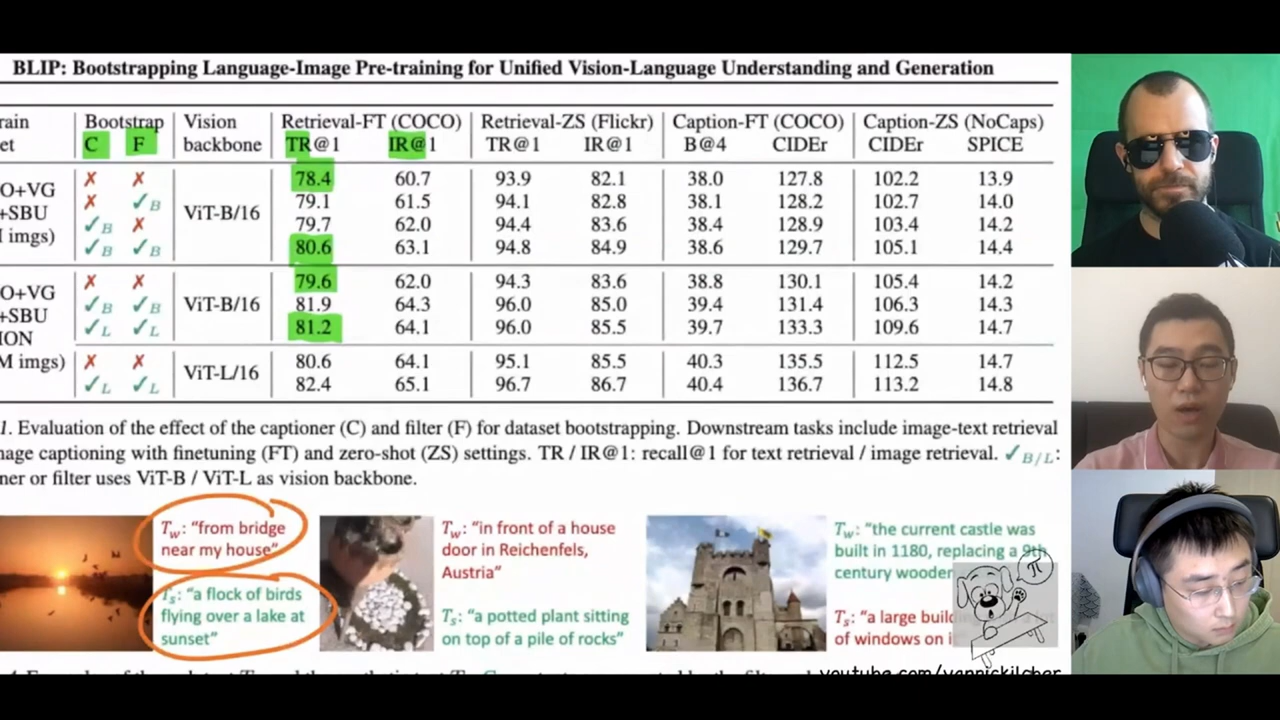 BLIP: Bootstrapping Language-Image Pre-training for Unified Vision-Language Understanding and Generation
rain Bootstrap Vision Retrieval-FT (COCO) Retrieval-ZS (Flickr) Caption-FT (COCO) Caption-ZS (NoCaps)
et C F backbone TR@1 IR@1 TR@1 IR@1 B@4 CIDEr CIDEr SPICE
O+VG ✗ ✗ ViT-B/16 78.4 60.7 93.9 82.1 38.0 127.8 102.2 13.9
+SBU ✗ ✓B 79.1 61.5 94.1 82.8 38.1 128.2 102.7 14.0
imgs) ✓B ✗ 79.7 62.0 94.4 83.6 38.4 128.9 103.4 14.2
✓B ✓B 80.6 63.1 94.8 84.9 38.6 129.7 105.1 14.4
O+VG ✗ ✗ ViT-B/16 79.6 62.0 94.3 83.6 38.8 130.1 105.4 14.2
+SBU ✓B ✓B 81.9 64.3 96.0 85.0 39.4 131.4 106.3 14.3
ION ✓L ✓L 81.2 64.1 96.0 85.5 39.7 133.3 109.6 14.7
M imgs) ✗ ✗ ViT-L/16 80.6 64.1 95.1 85.5 40.3 135.5 112.5 14.7
✓L ✓L 82.4 65.1 96.7 86.7 40.4 136.7 113.2 14.8
1. Evaluation of the effect of the captioner (C) and filter (F) for dataset bootstrapping. Downstream tasks include image-text retrieval
mage captioning with finetuning (FT) and zero-shot (ZS) settings. TR / IR@1: recall@1 for text retrieval / image retrieval. ✓B/L:
ner or filter uses ViT-B / ViT-L as vision backbone.
Tw: “from bridge
near my house”
Ts: “a flock of birds
flying over a lake at
sunset”
Tw: “in front of a house
door in Reichenfels,
Austria”
Ts: “a potted plant sitting
on top of a pile of rocks”
Tw: “the current castle was
built in 1180, replacing a 9th
century wooden
Ts: “a large build
of windows on i
π
youtube.com/yannickilcher